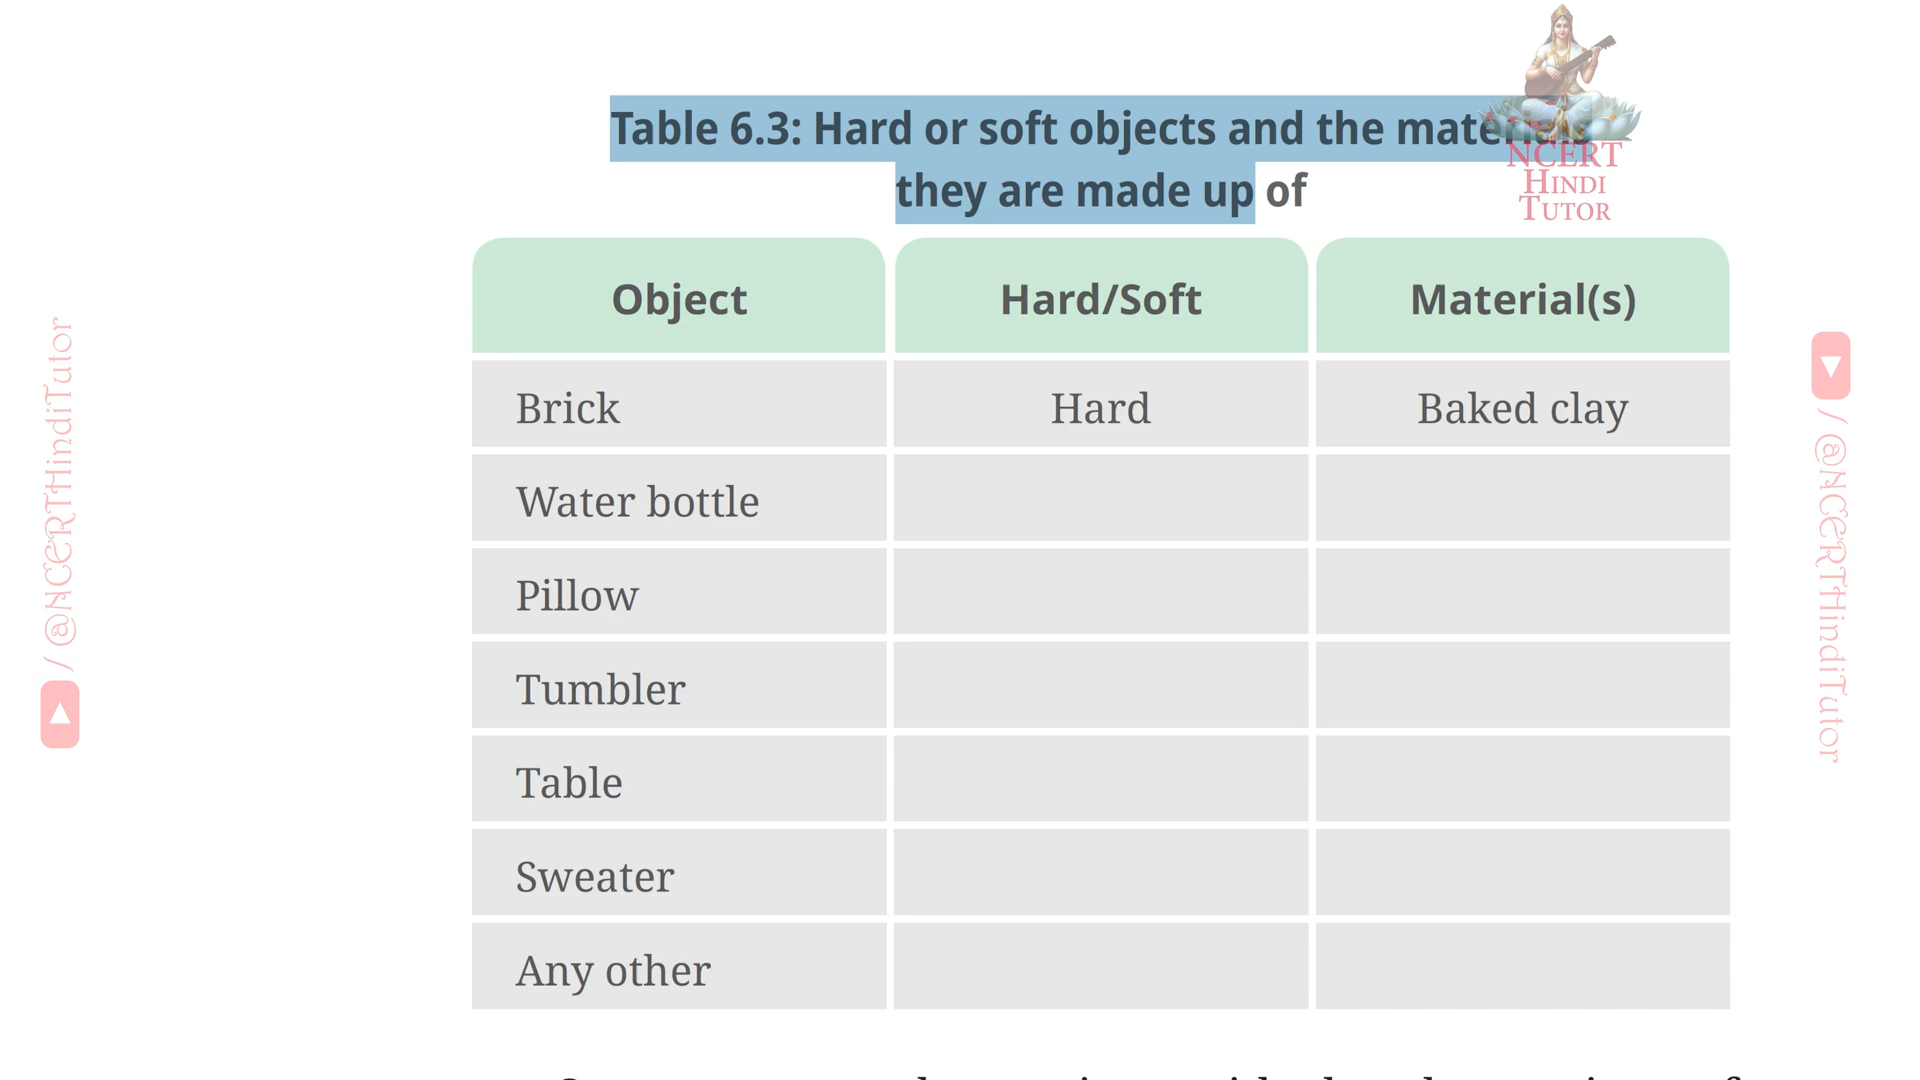 Table 6.3: Hard or soft objects and the
they are made up of
NCERT
HINDI
TUTOR
Object Hard/Soft Material(s)
Brick Hard Baked clay
Water bottle
Pillow
Tumbler
Table
Sweater
Any other
/ @NCERTHindiTutor
/ @NCERTHindiTutor